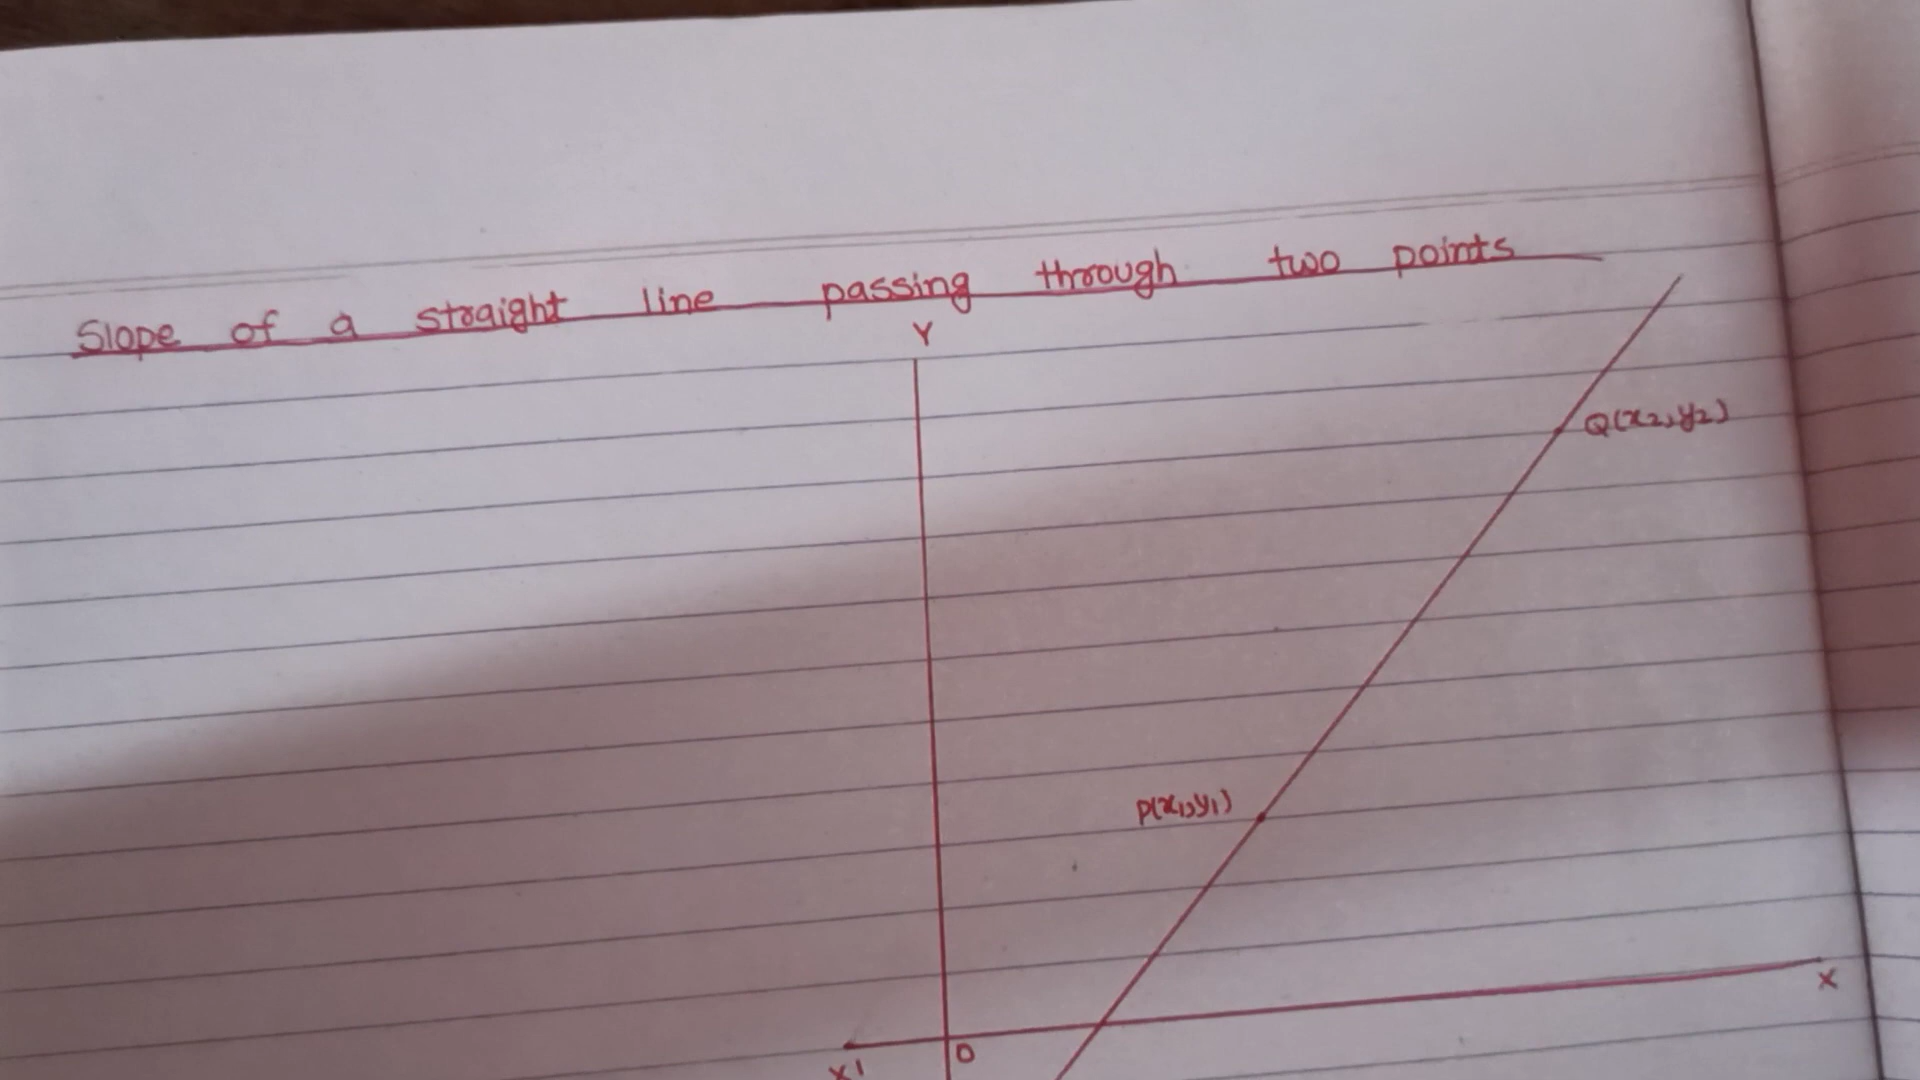 Slope of a straight line passing through two points
Y
Q(x2,y2)
P(x1,y1)
X
O
X'